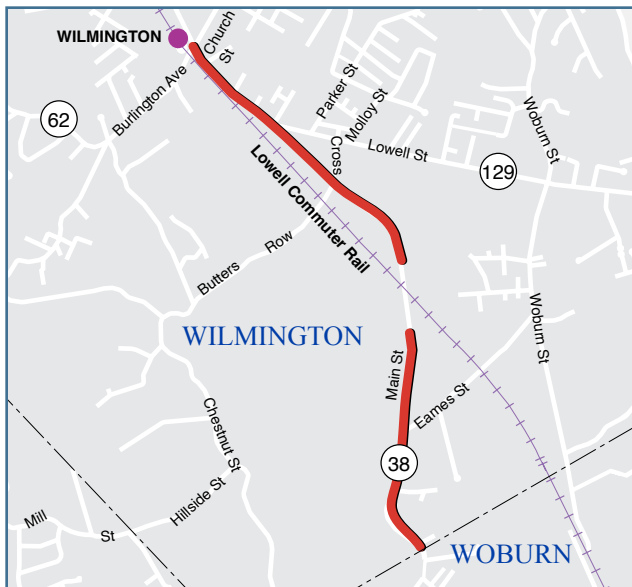 WILMINGTON
Church
St
Burlington Ave
62
Parker St
Molloy St
Woburn St
Cross
Lowell St
129
Lowell Commuter Rail
Butters
Row
WILMINGTON
Woburn St
Main St
Eames St
Chestnut St
38
Hillside St
Mill
St
WOBURN